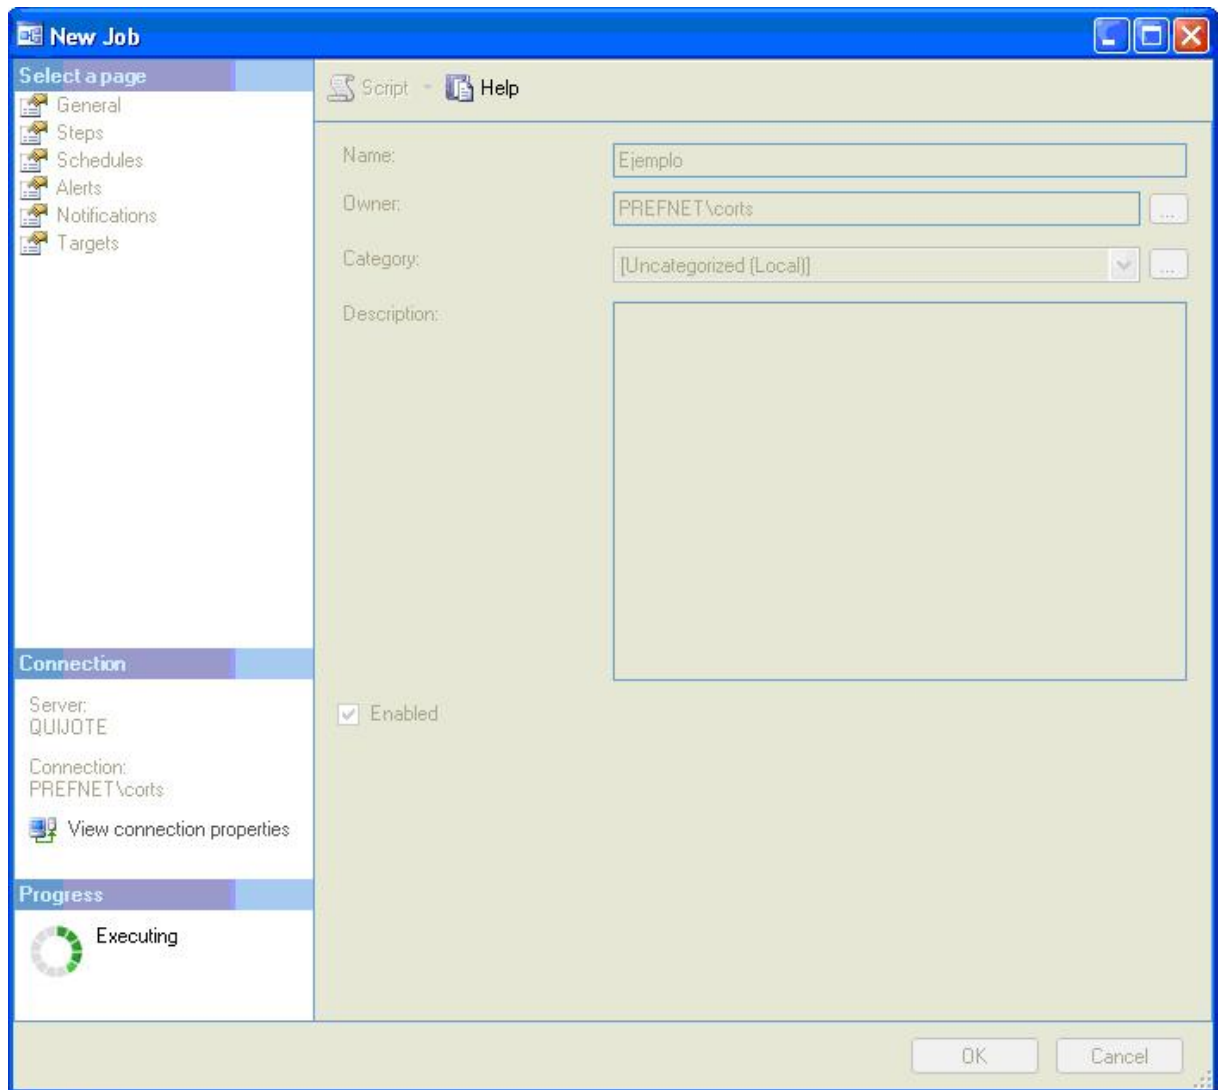 New Job
Select a page
General
Steps
Schedules
Alerts
Notifications
Targets
Script
Help
Name:
Ejemplo
Owner:
PREFNET\corts
...
Category:
[Uncategorized (Local)]
...
Description:
Enabled
Connection
Server:
QUIJOTE
Connection:
PREFNET\corts
View connection properties
Progress
Executing
OK
Cancel